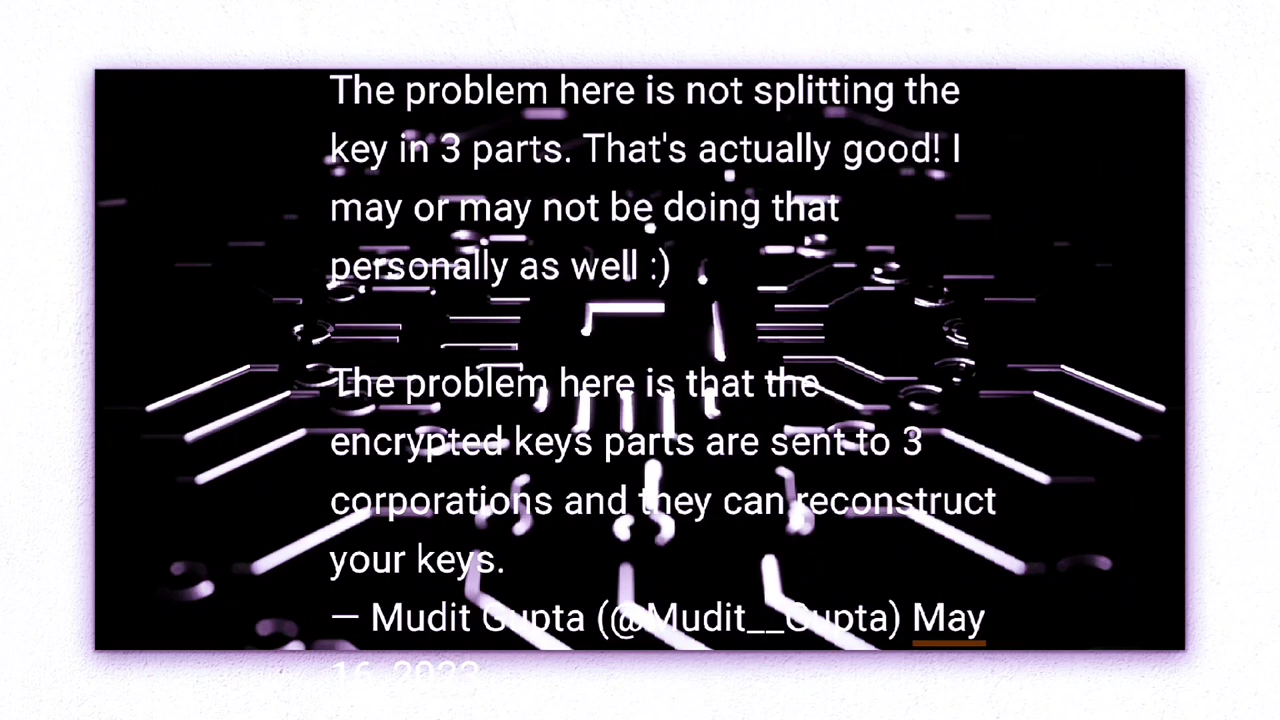 The problem here is not splitting the
key in 3 parts. That's actually good! I
may or may not be doing that
personally as well :)
The problem here is that the
encrypted keys parts are sent to 3
corporations and they can reconstruct
your keys.
— Mudit Gupta (@Mudit__Gupta) May
16, 2023